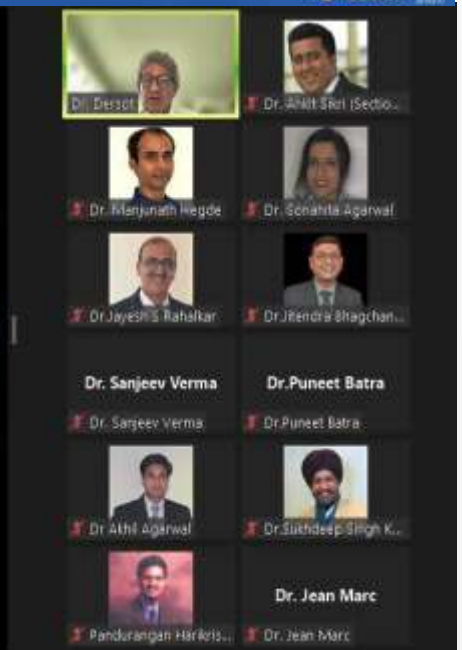 Dr. Dersot
Dr. Ankit Sikri (Sectio...
Dr. Manjunath Hegde
Dr. Sonahita Agarwal
Dr.Jayesh S Rahalkar
Dr.Jitendra Bhagchan...
Dr. Sanjeev Verma
Dr.Puneet Batra
Dr. Sanjeev Verma
Dr.Puneet Batra
Dr Akhil Agarwal
Dr.Sukhdeep Singh K...
Dr. Jean Marc
Pandurangan Harikris...
Dr. Jean Marc